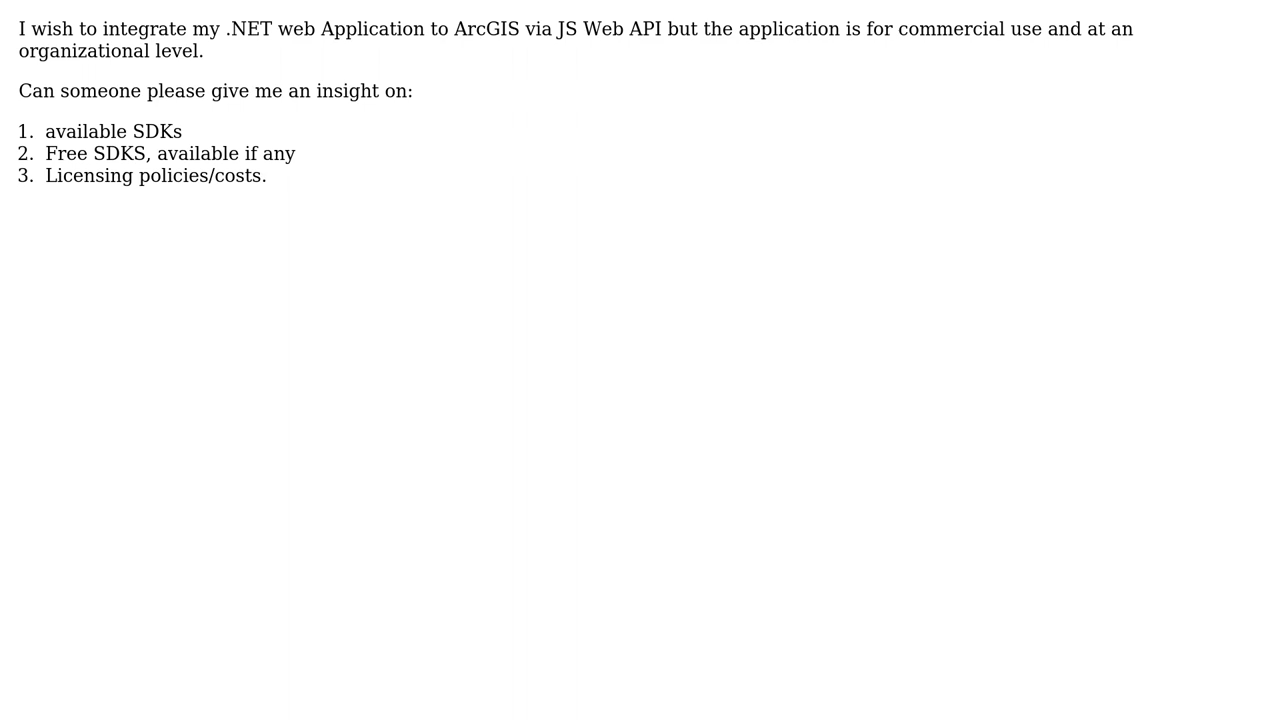 I wish to integrate my .NET web Application to ArcGIS via JS Web API but the application is for commercial use and at an
organizational level.
Can someone please give me an insight on:
1. available SDKs
2. Free SDKS, available if any
3. Licensing policies/costs.